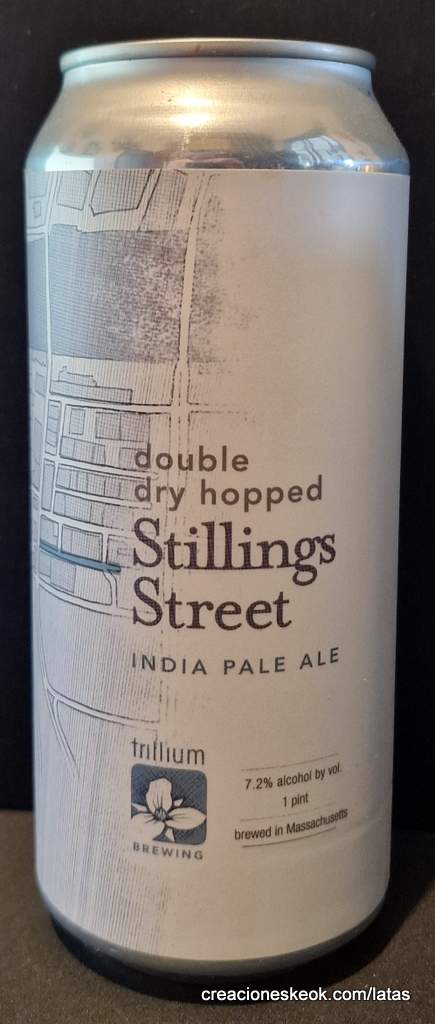 double
dry hopped
Stillings
Street
INDIA PALE ALE
trillium
BREWING
7.2% alcohol by vol.
1 pint
brewed in Massachusetts
creacioneskeok.com/latas